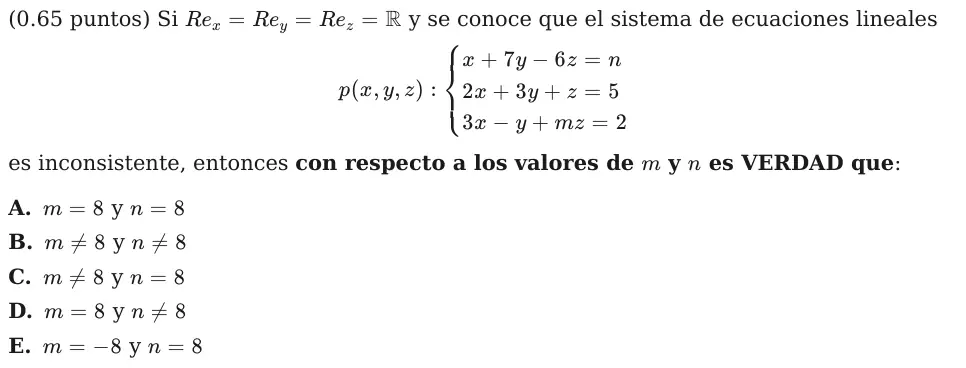 (0.65 puntos) Si Re_x = Re_y = Re_z = ℝ y se conoce que el sistema de ecuaciones lineales
x + 7y − 6z = n
p(x, y, z) : { 2x + 3y + z = 5
3x − y + mz = 2
es inconsistente, entonces con respecto a los valores de m y n es VERDAD que:
A. m = 8 y n = 8
B. m ≠ 8 y n ≠ 8
C. m ≠ 8 y n = 8
D. m = 8 y n ≠ 8
E. m = −8 y n = 8